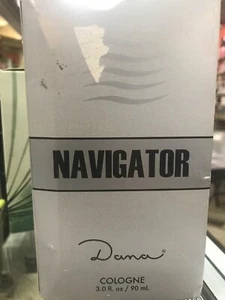 NAVIGATOR
Dana
COLOGNE
3.0 fl. oz / 90 mL